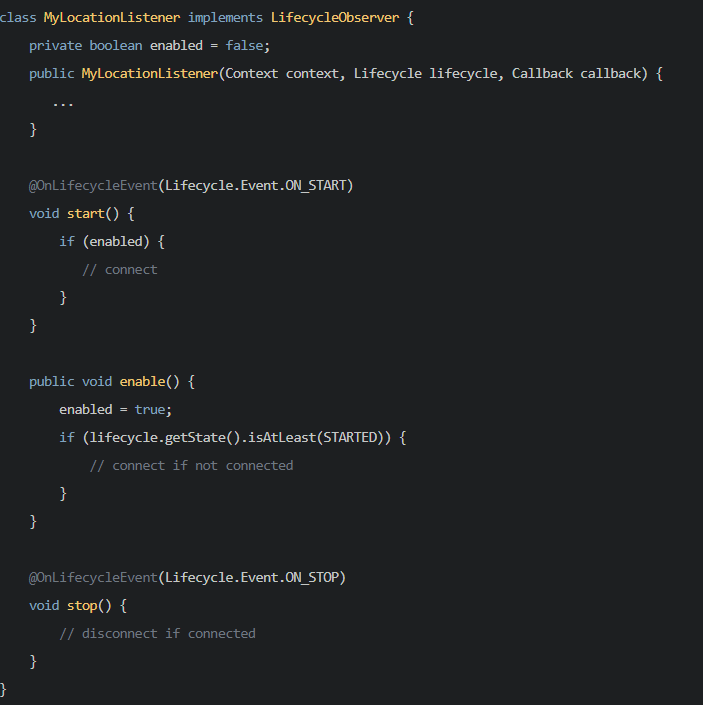 class MyLocationListener implements LifecycleObserver {
    private boolean enabled = false;
    public MyLocationListener(Context context, Lifecycle lifecycle, Callback callback) {
       ...
    }

    @OnLifecycleEvent(Lifecycle.Event.ON_START)
    void start() {
        if (enabled) {
           // connect
        }
    }

    public void enable() {
        enabled = true;
        if (lifecycle.getState().isAtLeast(STARTED)) {
            // connect if not connected
        }
    }

    @OnLifecycleEvent(Lifecycle.Event.ON_STOP)
    void stop() {
        // disconnect if connected
    }
}